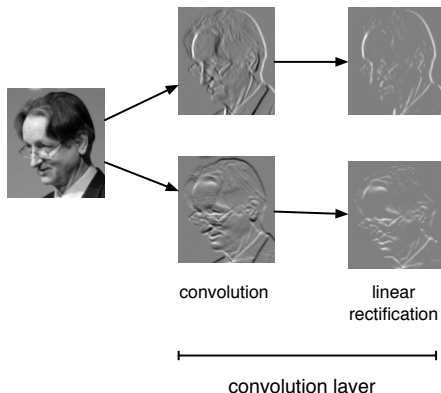 convolution
linear
rectification
convolution layer